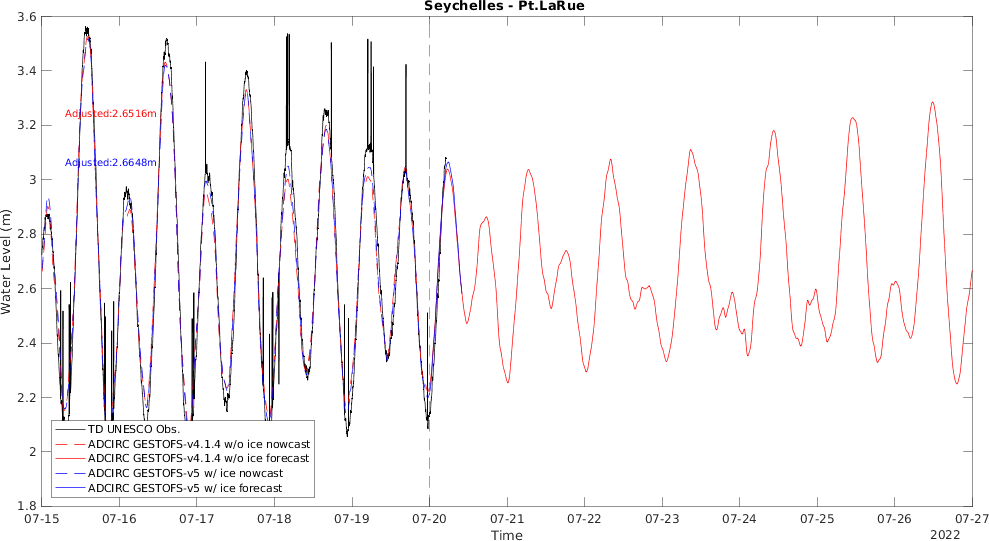 Seychelles - Pt.LaRue
3.6
3.4
3.2
3
2.8
2.6
2.4
2.2
2
1.8
Water Level (m)
Adjusted:2.6516m
Adjusted:2.6648m
TD UNESCO Obs.
ADCIRC GESTOFS-v4.1.4 w/o ice nowcast
ADCIRC GESTOFS-v4.1.4 w/o ice forecast
ADCIRC GESTOFS-v5 w/ ice nowcast
ADCIRC GESTOFS-v5 w/ ice forecast
07-15 07-16 07-17 07-18 07-19 07-20 07-21 07-22 07-23 07-24 07-25 07-26 07-27
Time
2022